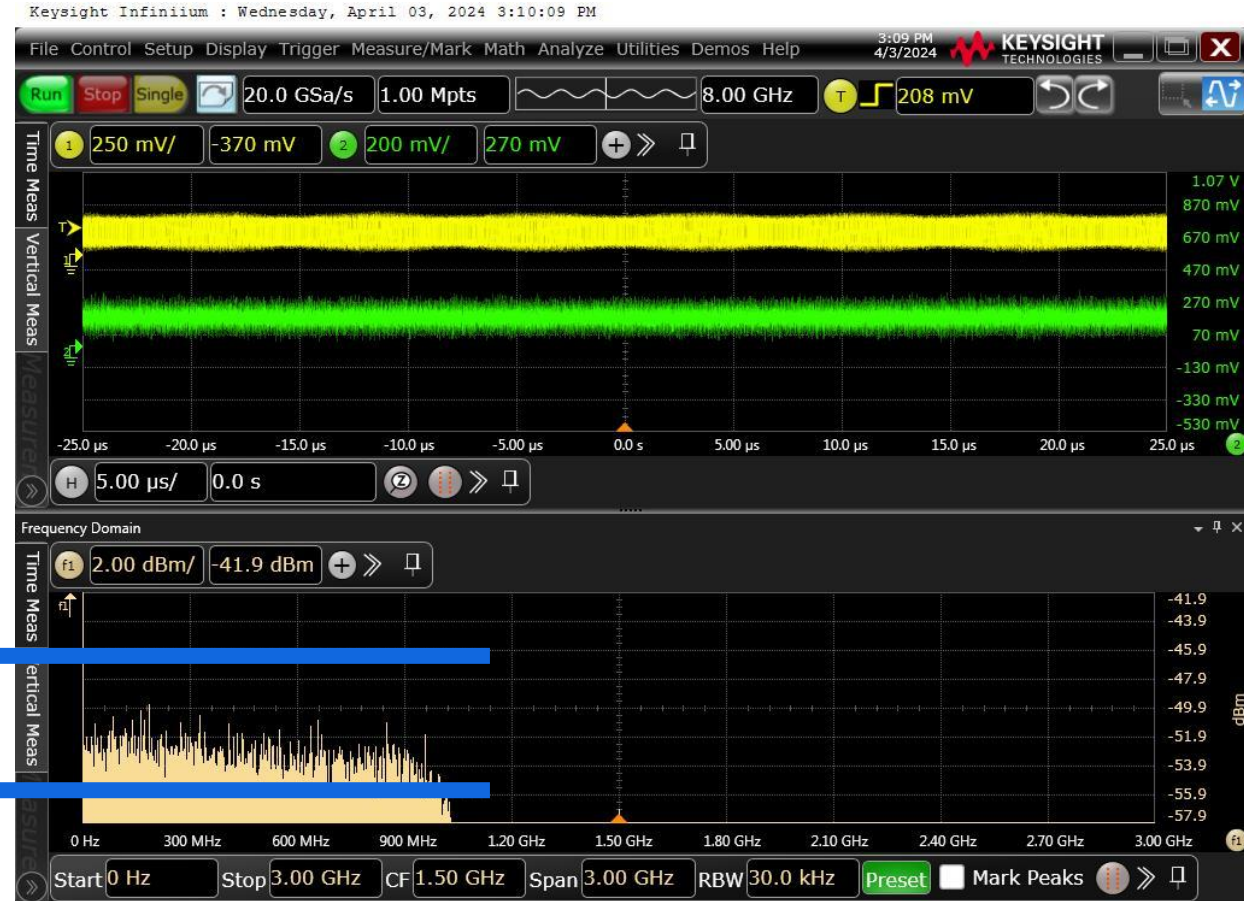 Keysight Infiniium : Wednesday, April 03, 2024 3:10:09 PM
File Control Setup Display Trigger Measure/Mark Math Analyze Utilities Demos Help
3:09 PM
4/3/2024
KEYSIGHT
TECHNOLOGIES
X
Run Stop Single 20.0 GSa/s 1.00 Mpts 8.00 GHz T 208 mV
Time Meas
Vertical Meas
Measurem
1 250 mV/ -370 mV 2 200 mV/ 270 mV
1.07 V
870 mV
T
670 mV
1
470 mV
270 mV
70 mV
2
-130 mV
-330 mV
-530 mV
-25.0 µs -20.0 µs -15.0 µs -10.0 µs -5.00 µs 0.0 s 5.00 µs 10.0 µs 15.0 µs 20.0 µs 25.0 µs 2
H 5.00 µs/ 0.0 s Z
Frequency Domain
Time Meas
Vertical Meas
f1 2.00 dBm/ -41.9 dBm
f1
-41.9
-43.9
-45.9
-47.9
-49.9
dBm
-51.9
-53.9
-55.9
-57.9
0 Hz 300 MHz 600 MHz 900 MHz 1.20 GHz 1.50 GHz 1.80 GHz 2.10 GHz 2.40 GHz 2.70 GHz 3.00 GHz f1
Start 0 Hz Stop 3.00 GHz CF 1.50 GHz Span 3.00 GHz RBW 30.0 kHz Preset Mark Peaks